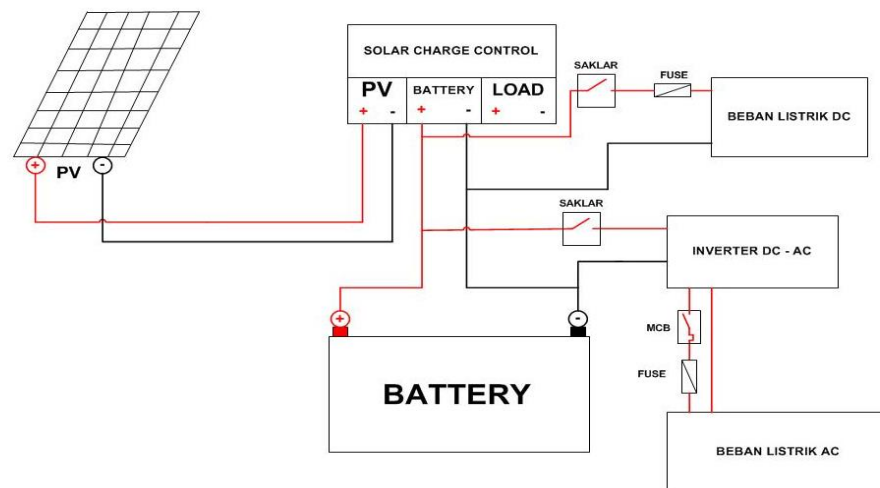 SOLAR CHARGE CONTROL
PV BATTERY LOAD
+ - + - + -
SAKLAR
FUSE
BEBAN LISTRIK DC
+ PV -
SAKLAR
INVERTER DC - AC
+ -
MCB
BATTERY
FUSE
BEBAN LISTRIK AC